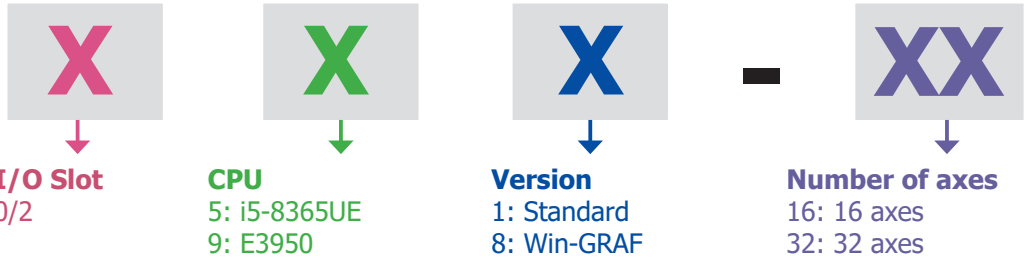 X X X - XX
I/O Slot CPU Version Number of axes
0/2 5: i5-8365UE 1: Standard 16: 16 axes
9: E3950 8: Win-GRAF 32: 32 axes